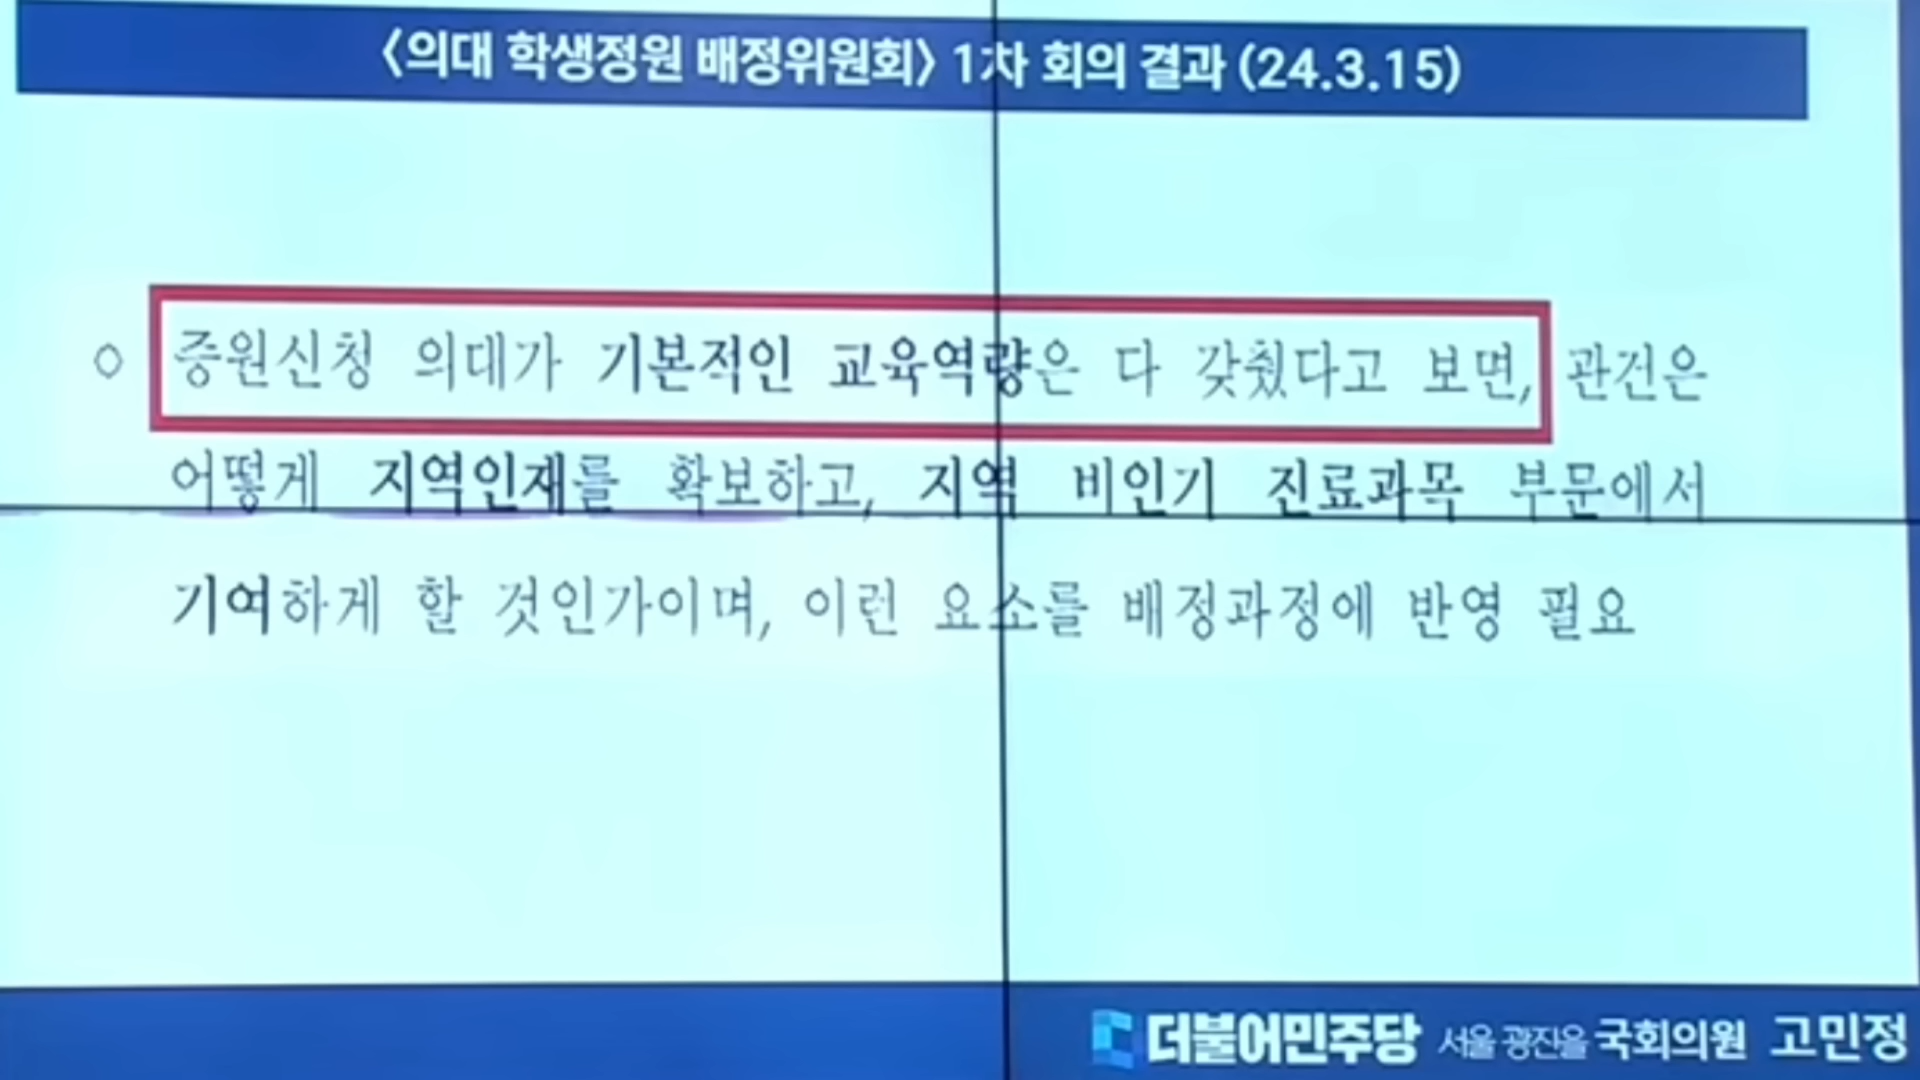 <의대 학생정원 배정위원회> 1차 회의 결과 (24.3.15)
○ 증원신청 의대가 기본적인 교육역량은 다 갖췄다고 보면, 관건은
어떻게 지역인재를 확보하고, 지역 비인기 진료과목 부문에서
기여하게 할 것인가이며, 이런 요소를 배정과정에 반영 필요
더불어민주당 서울 광진을 국회의원 고민정